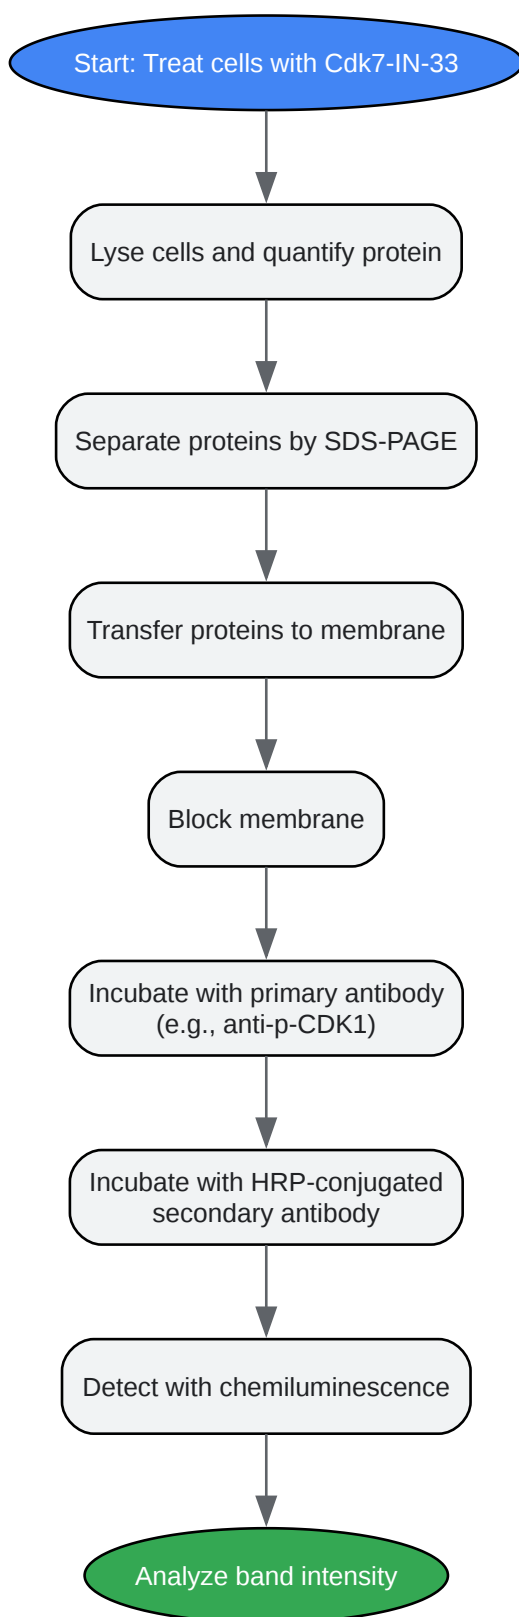 Start: Treat cells with Cdk7-IN-33
Lyse cells and quantify protein
Separate proteins by SDS-PAGE
Transfer proteins to membrane
Block membrane
Incubate with primary antibody
(e.g., anti-p-CDK1)
Incubate with HRP-conjugated
secondary antibody
Detect with chemiluminescence
Analyze band intensity